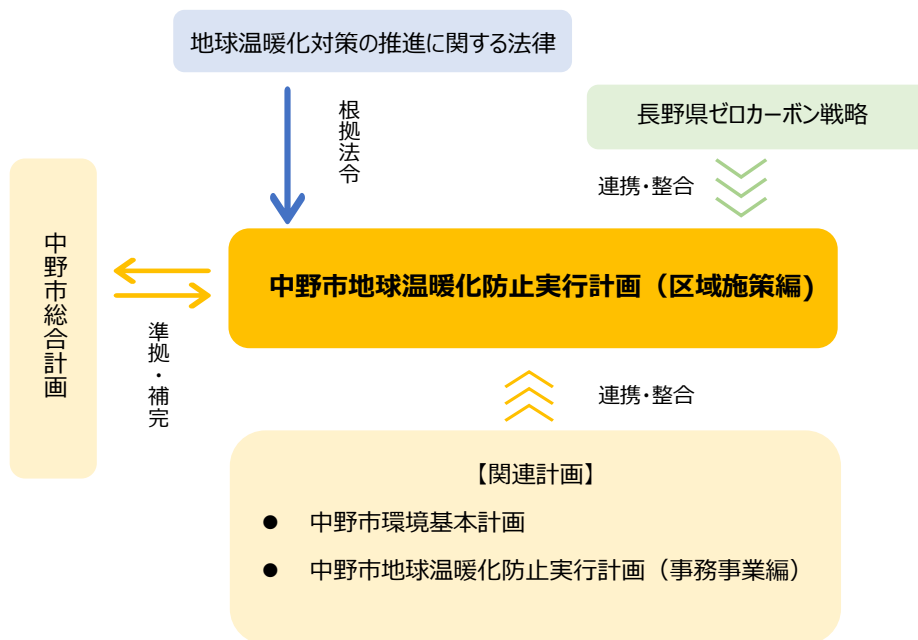 地球温暖化対策の推進に関する法律
根拠法令
長野県ゼロカーボン戦略
連携・整合
中野市総合計画
準拠・補完
中野市地球温暖化防止実行計画（区域施策編)
連携・整合
【関連計画】
● 中野市環境基本計画
● 中野市地球温暖化防止実行計画（事務事業編）